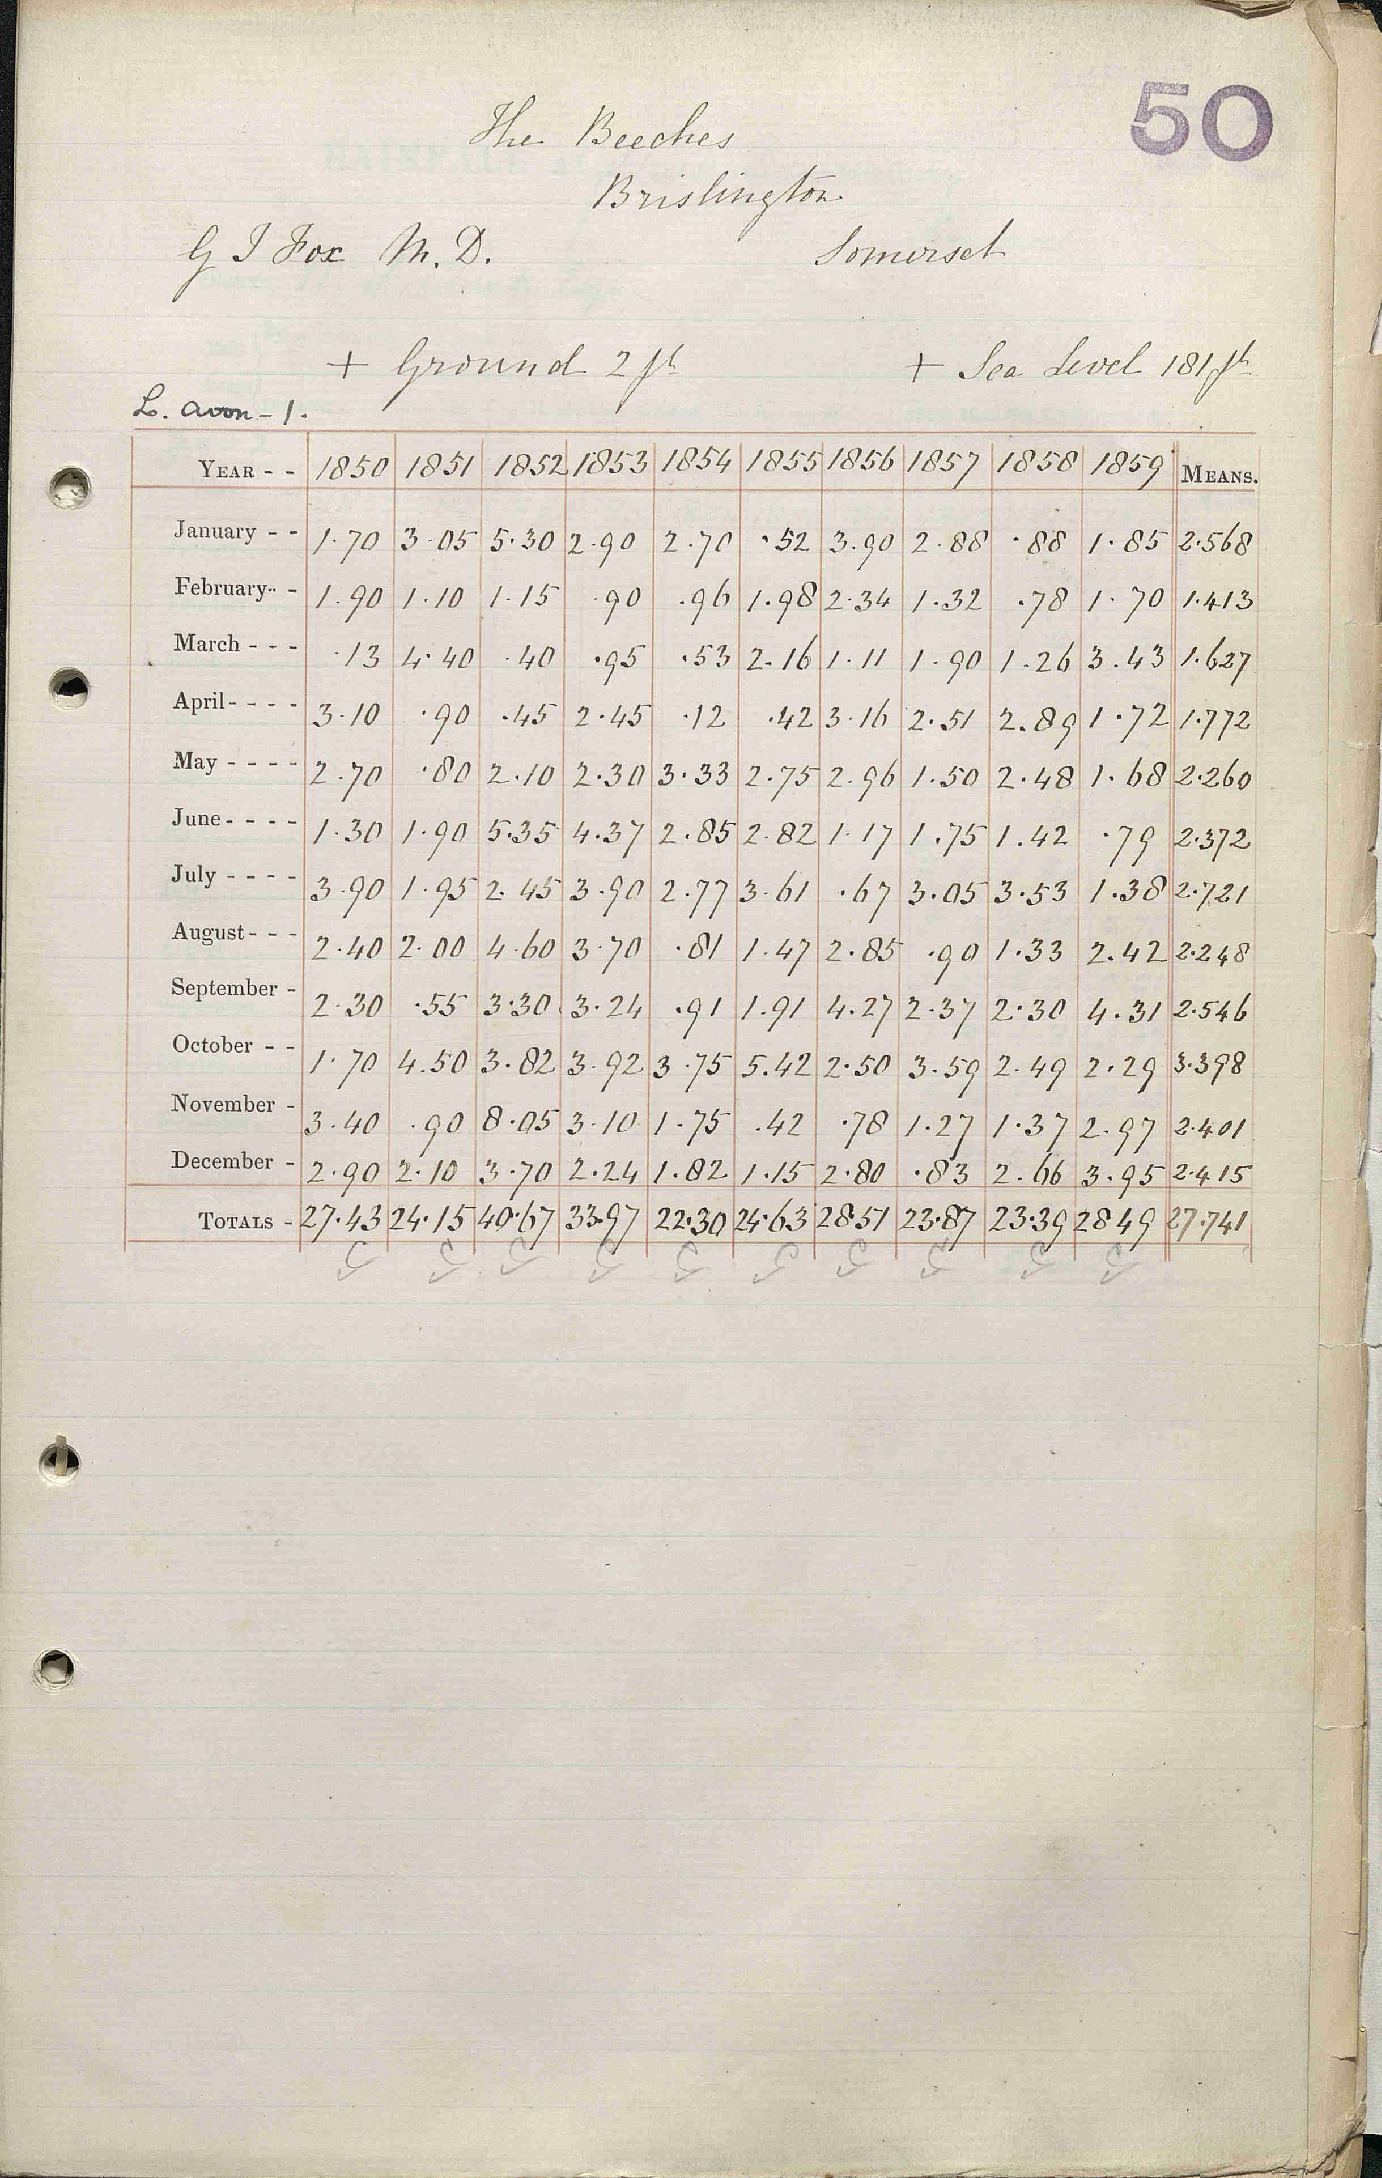 50
The Beeches
Brislington
G I Fox M.D. Somerset
+ Ground 2 ft + Sea Level 181 ft
L. Avon - 1.
YEAR - - 1850 1851 1852 1853 1854 1855 1856 1857 1858 1859 MEANS.
January - - 1.70 3.05 5.30 2.90 2.70 .52 3.90 2.88 .88 1.85 2.568
February - - 1.90 1.10 1.15 .90 .96 1.98 2.34 1.32 .78 1.70 1.413
March - - - .13 4.40 .40 .95 .53 2.16 1.11 1.90 1.26 3.43 1.627
April - - - - 3.10 .90 .45 2.45 .12 .42 3.16 2.51 2.89 1.72 1.772
May - - - - 2.70 .80 2.10 2.30 3.33 2.75 2.96 1.50 2.48 1.68 2.260
June - - - - 1.30 1.90 5.35 4.37 2.85 2.82 1.17 1.75 1.42 .79 2.372
July - - - - 3.90 1.95 2.45 3.90 2.77 3.61 .67 3.05 3.53 1.38 2.721
August - - - 2.40 2.00 4.60 3.70 .81 1.47 2.85 .90 1.33 2.42 2.248
September - 2.30 .55 3.30 3.24 .91 1.91 4.27 2.37 2.30 4.31 2.546
October - - 1.70 4.50 3.82 3.92 3.75 5.42 2.50 3.59 2.49 2.29 3.398
November - 3.40 .90 8.05 3.10 1.75 .42 .78 1.27 1.37 2.97 2.401
December - 2.90 2.10 3.70 2.24 1.82 1.15 2.80 .83 2.66 3.95 2.415
TOTALS - 27.43 24.15 40.67 33.97 22.30 24.63 28.51 23.87 23.39 28.49 27.741